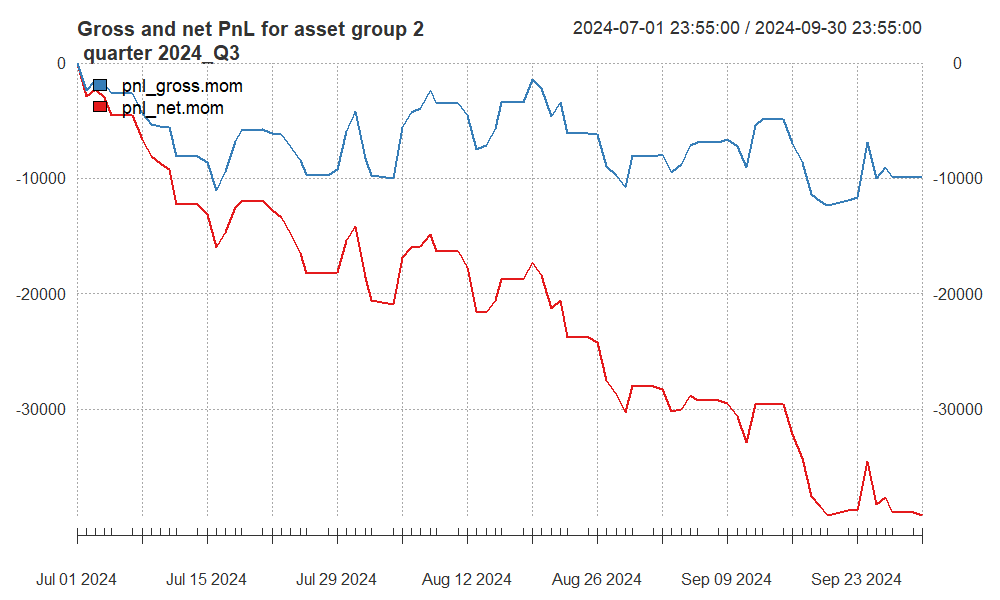 Gross and net PnL for asset group 2
quarter 2024_Q3
2024-07-01 23:55:00 / 2024-09-30 23:55:00
pnl_gross.mom
pnl_net.mom
0
0
-10000
-10000
-20000
-20000
-30000
-30000
Jul 01 2024
Jul 15 2024
Jul 29 2024
Aug 12 2024
Aug 26 2024
Sep 09 2024
Sep 23 2024